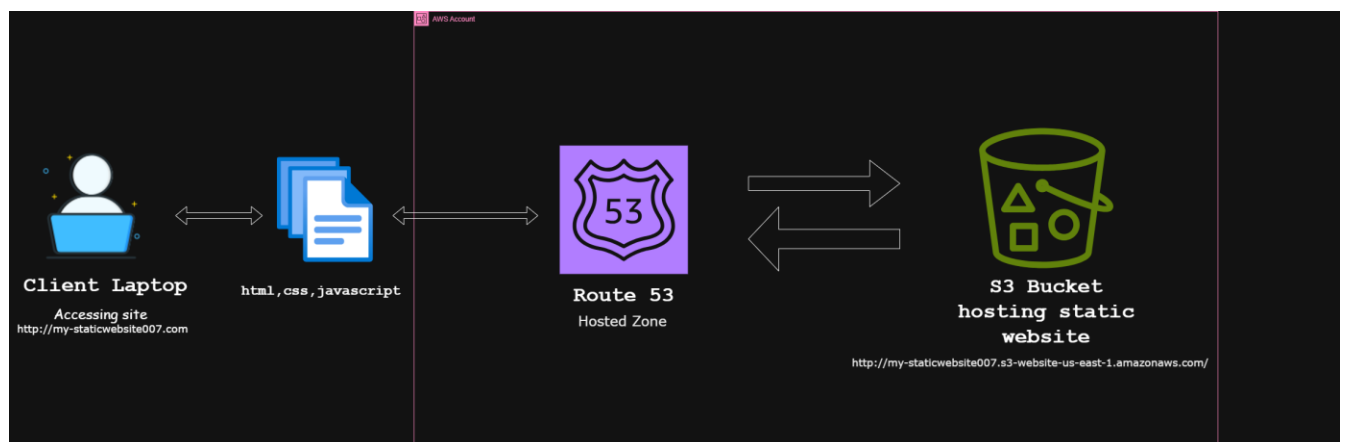 AWS Account
53
Client Laptop
Accessing site
http://my-staticwebsite007.com
html,css,javascript
Route 53
Hosted Zone
S3 Bucket
hosting static
website
http://my-staticwebsite007.s3-website-us-east-1.amazonaws.com/